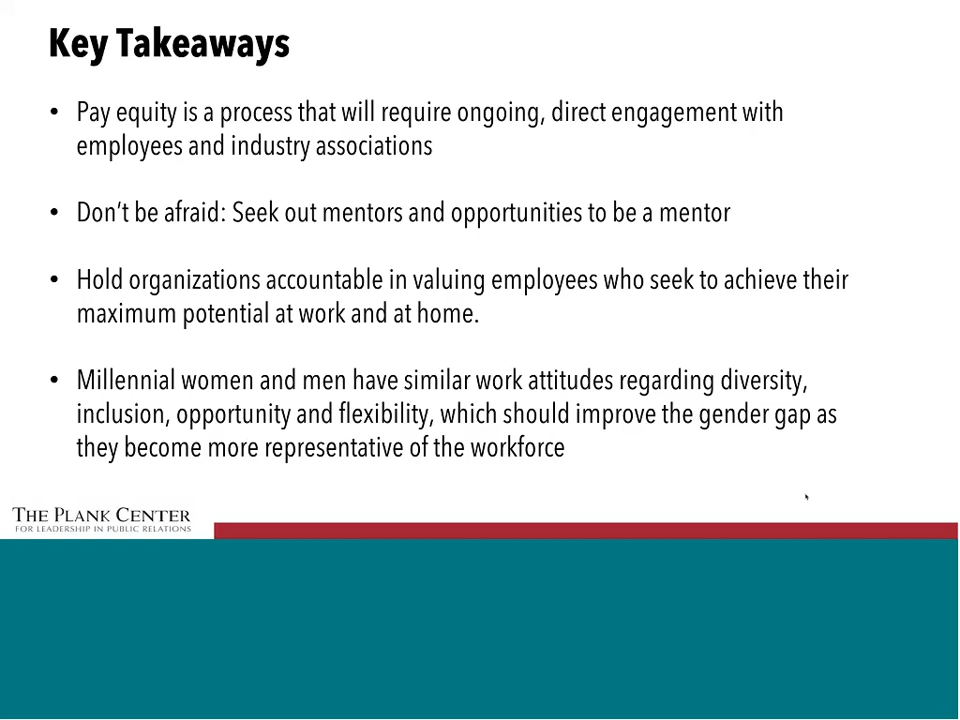 Key Takeaways
• Pay equity is a process that will require ongoing, direct engagement with
employees and industry associations
• Don't be afraid: Seek out mentors and opportunities to be a mentor
• Hold organizations accountable in valuing employees who seek to achieve their
maximum potential at work and at home.
• Millennial women and men have similar work attitudes regarding diversity,
inclusion, opportunity and flexibility, which should improve the gender gap as
they become more representative of the workforce
THE PLANK CENTER
FOR LEADERSHIP IN PUBLIC RELATIONS